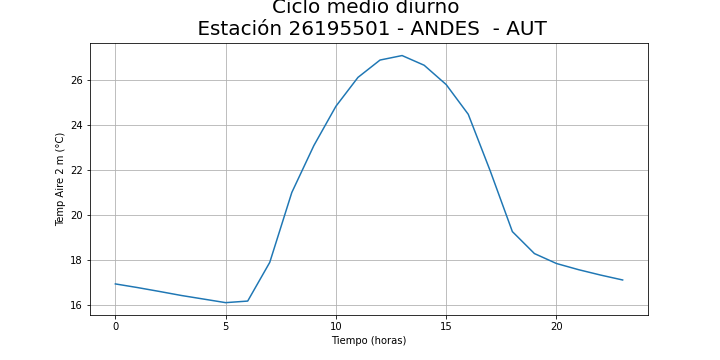 Ciclo medio diurno
Estación 26195501 - ANDES  - AUT
26
24
22
20
18
16
Temp Aire 2 m (°C)
0 5 10 15 20
Tiempo (horas)